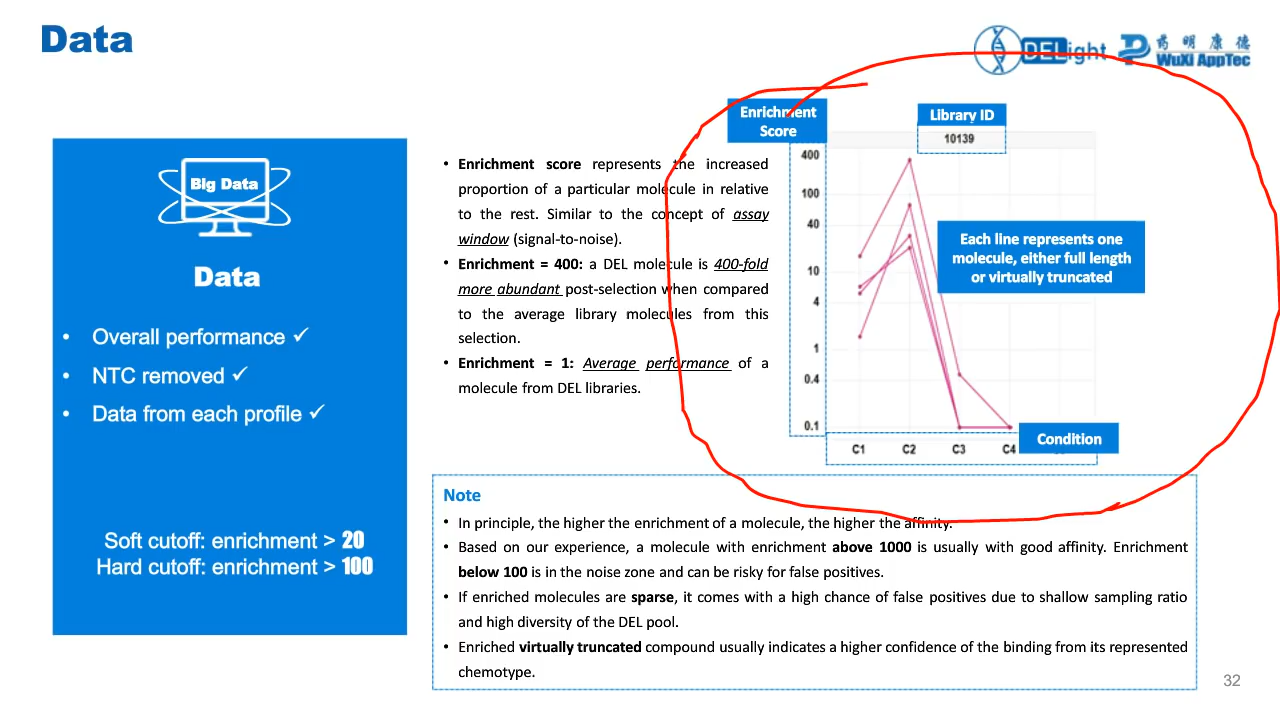 Data
DELight
药明康德
WuXi AppTec
Big Data
Data
• Overall performance ✓
• NTC removed ✓
• Data from each profile ✓
Soft cutoff: enrichment > 20
Hard cutoff: enrichment > 100
• Enrichment score represents the increased
proportion of a particular molecule in relative
to the rest. Similar to the concept of assay
window (signal-to-noise).
• Enrichment = 400: a DEL molecule is 400-fold
more abundant post-selection when compared
to the average library molecules from this
selection.
• Enrichment = 1: Average performance of a
molecule from DEL libraries.
Enrichment
Score
Library ID
10139
400
100
40
10
4
1
0.4
0.1
Each line represents one
molecule, either full length
or virtually truncated
C1 C2 C3 C4
Condition
Note
• In principle, the higher the enrichment of a molecule, the higher the affinity.
• Based on our experience, a molecule with enrichment above 1000 is usually with good affinity. Enrichment
below 100 is in the noise zone and can be risky for false positives.
• If enriched molecules are sparse, it comes with a high chance of false positives due to shallow sampling ratio
and high diversity of the DEL pool.
• Enriched virtually truncated compound usually indicates a higher confidence of the binding from its represented
chemotype.
32